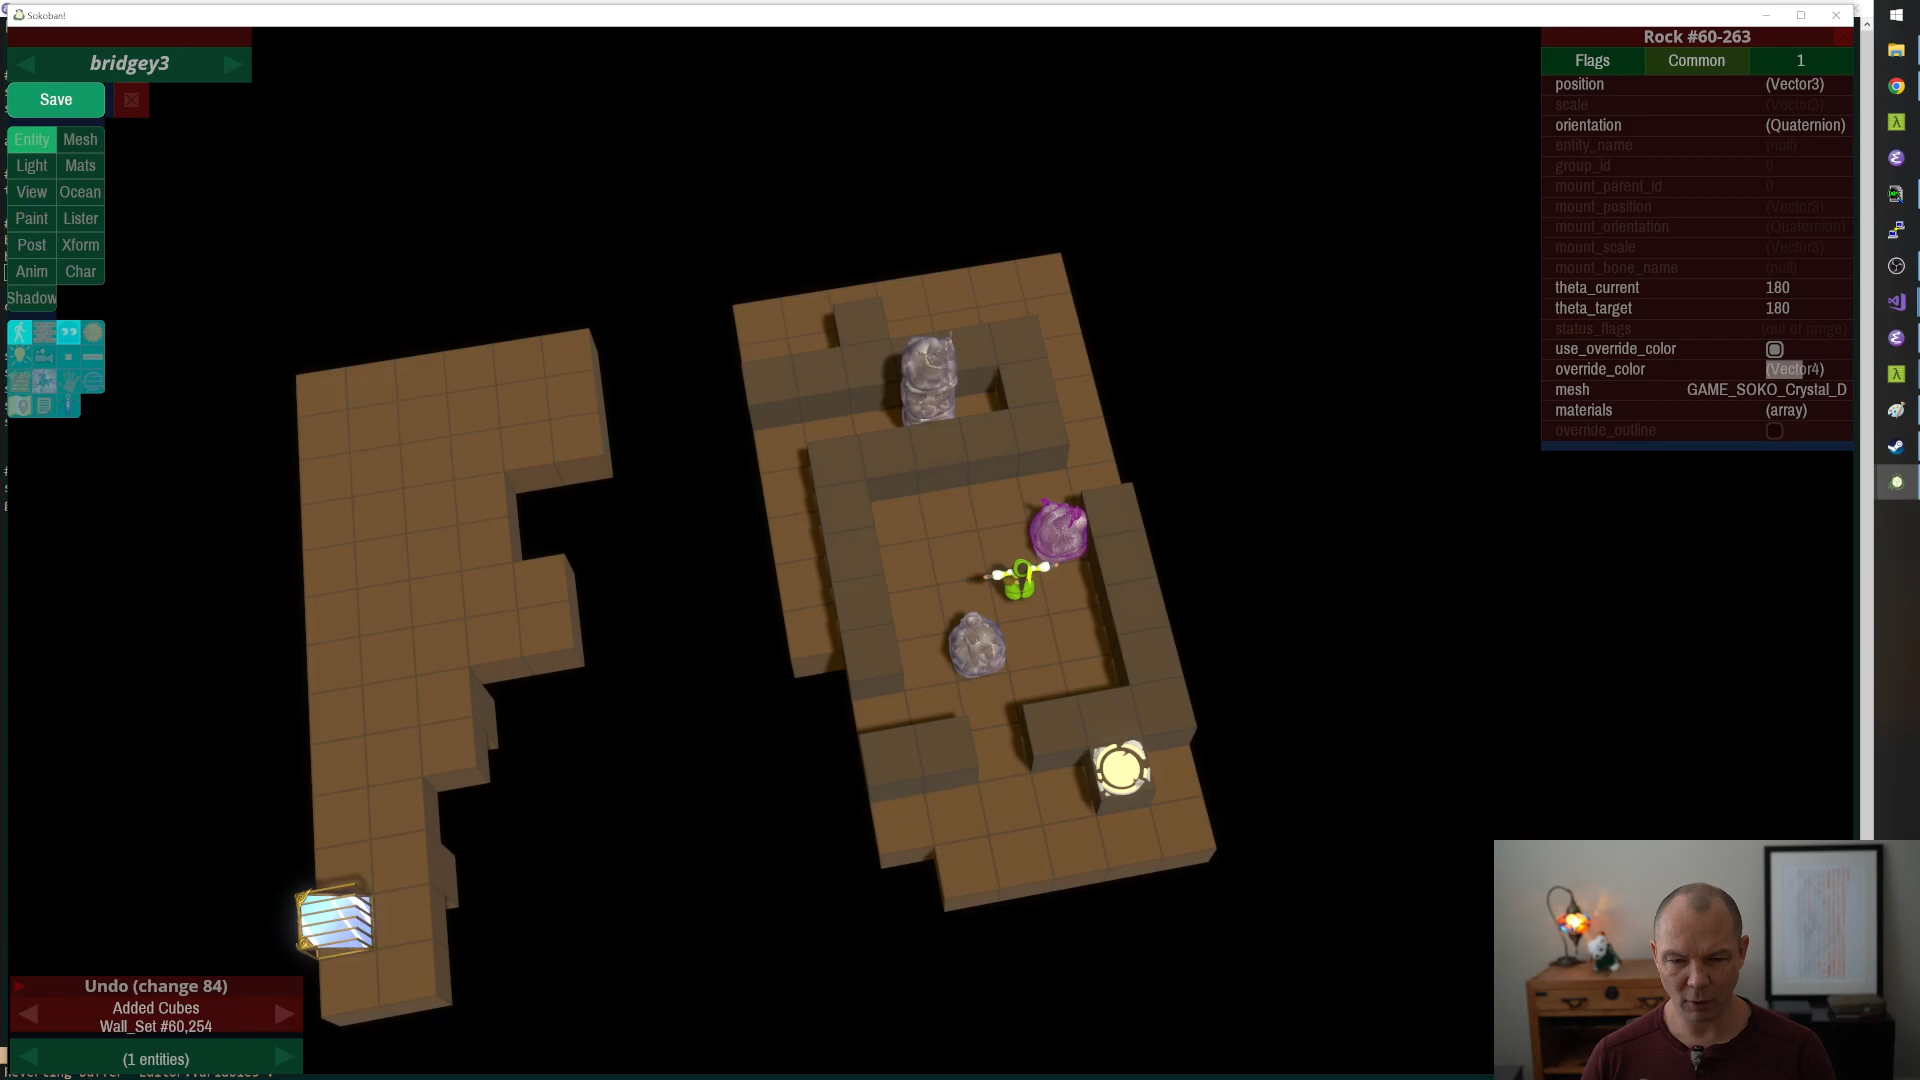 Sokoban!
bridgey3
Save
Entity Mesh
Light Mats
View Ocean
Paint Lister
Post Xform
Anim Char
Shadow
Undo (change 84)
Added Cubes
Wall_Set #60,254
(1 entities)
Rock #60-263
Flags Common 1
position (Vector3)
scale (Vector3)
orientation (Quaternion)
entity_name (null)
group_id 0
mount_parent_id 0
mount_position (Vector3)
mount_orientation (Quaternion)
mount_scale (Vector3)
mount_bone_name (null)
theta_current 180
theta_target 180
status_flags (out of range)
use_override_color
override_color (Vector4)
mesh GAME_SOKO_Crystal_D
materials (array)
override_outline